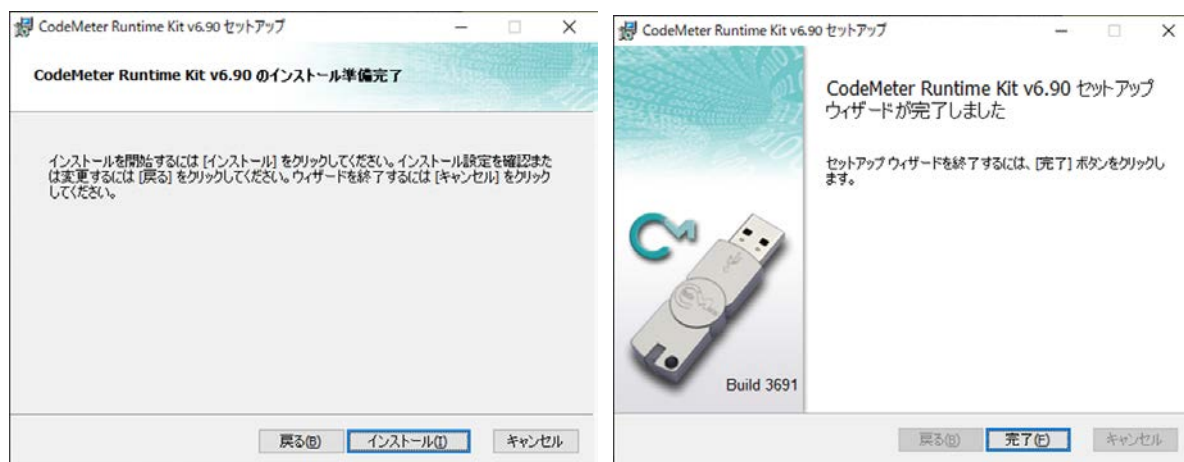 CodeMeter Runtime Kit v6.90 セットアップ
CodeMeter Runtime Kit v6.90 のインストール準備完了
インストールを開始するには [インストール] をクリックしてください。インストール設定を確認また
は変更するには [戻る] をクリックしてください。ウィザードを終了するには [キャンセル] をクリック
してください。
戻る(B)
インストール(I)
キャンセル
CodeMeter Runtime Kit v6.90 セットアップ
CodeMeter Runtime Kit v6.90 セットアップ
ウィザードが完了しました
セットアップ ウィザードを終了するには、[完了] ボタンをクリックし
ます。
Build 3691
戻る(B)
完了(F)
キャンセル